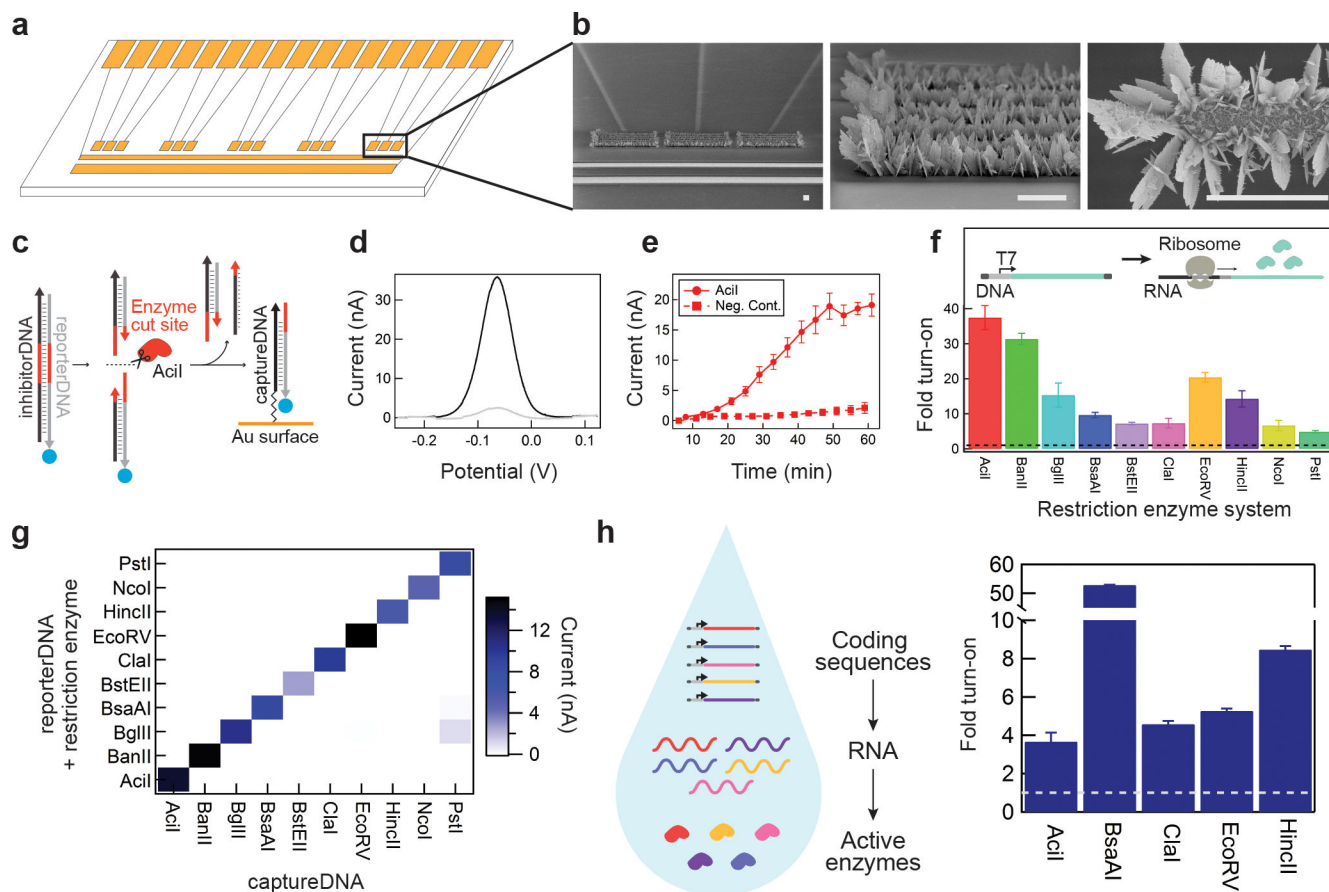 a
b
c
inhibitorDNA
reporterDNA
Enzyme
cut site
AciI
captureDNA
Au surface
d
Current (nA)
30
20
10
0
-0.2
-0.1
0.0
0.1
Potential (V)
e
Current (nA)
20
15
10
5
0
AciI
Neg. Cont.
10
20
30
40
50
60
Time (min)
f
T7
DNA
Ribosome
RNA
Fold turn-on
40
30
20
10
0
AciI
BanII
BglII
BsaAI
BstEII
ClaI
EcoRV
HincII
NcoI
PstI
Restriction enzyme system
g
reporterDNA
+ restriction enzyme
PstI
NcoI
HincII
EcoRV
ClaI
BstEII
BsaAI
BglII
BanII
AciI
AciI
BanII
BglII
BsaAI
BstEII
ClaI
EcoRV
HincII
NcoI
PstI
captureDNA
12
8
4
0
Current (nA)
h
Coding
sequences
RNA
Active
enzymes
Fold turn-on
60
50
10
8
6
4
2
0
AciI
BsaAI
ClaI
EcoRV
HincII